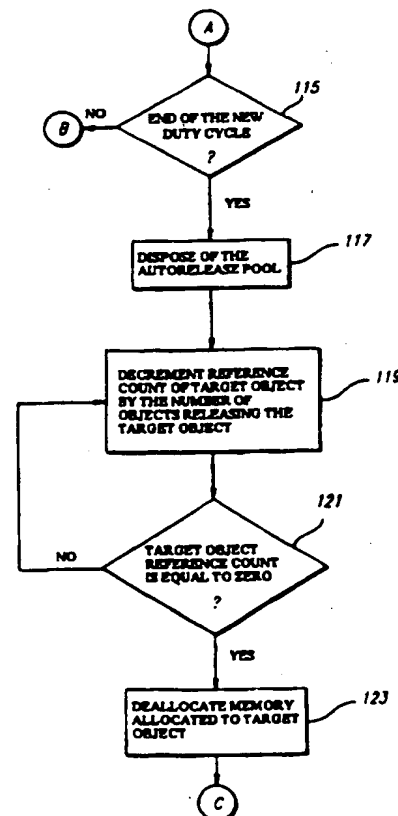 A
115
END OF THE NEW
DUTY CYCLE
?
NO
B
YES
117
DISPOSE OF THE
AUTORELEASE POOL
119
DECREMENT REFERENCE
COUNT OF TARGET OBJECT
BY THE NUMBER OF
OBJECTS RELEASING THE
TARGET OBJECT
121
TARGET OBJECT
REFERENCE COUNT
IS EQUAL TO ZERO
?
NO
YES
123
DEALLOCATE MEMORY
ALLOCATED TO TARGET
OBJECT
C